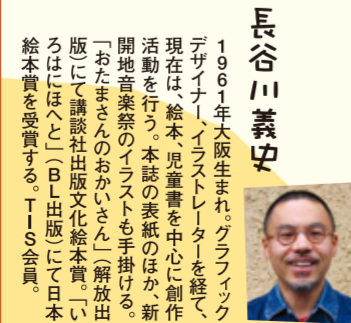 長谷川義史
1961年大阪生まれ。グラフィック
デザイナー、イラストレーターを経て、
現在は、絵本、児童書を中心に創作
活動を行う。本誌の表紙のほか、新
開地音楽祭のイラストも手掛ける。
「おたまさんのおかいさん」(解放出
版)にて講談社出版文化絵本賞。「い
ろはにほへと」(BL出版)にて日本
絵本賞を受賞する。TIS会員。